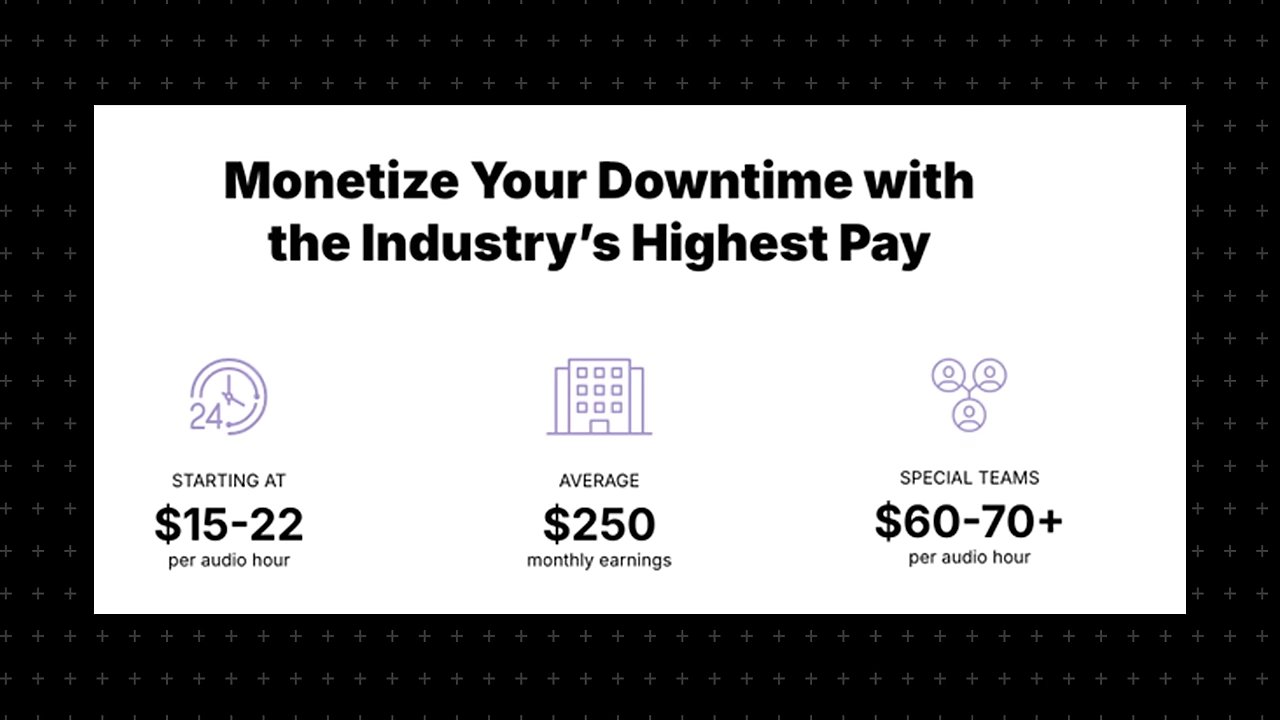 Monetize Your Downtime with
the Industry’s Highest Pay
24
STARTING AT
$15-22
per audio hour
AVERAGE
$250
monthly earnings
SPECIAL TEAMS
$60-70+
per audio hour